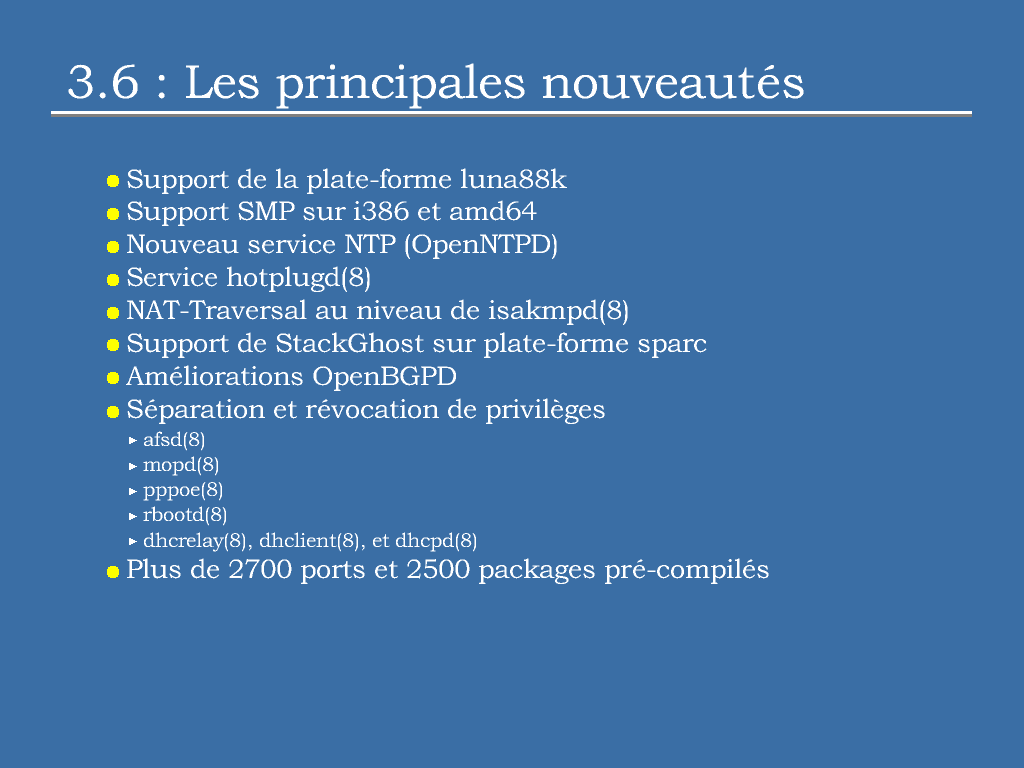 3.6 : Les principales nouveautés
Support de la plate-forme luna88k
Support SMP sur i386 et amd64
Nouveau service NTP (OpenNTPD)
Service hotplugd(8)
NAT-Traversal au niveau de isakmpd(8)
Support de StackGhost sur plate-forme sparc
Améliorations OpenBGPD
Séparation et révocation de privilèges
afsd(8)
mopd(8)
pppoe(8)
rbootd(8)
dhcrelay(8), dhclient(8), et dhcpd(8)
Plus de 2700 ports et 2500 packages pré-compilés